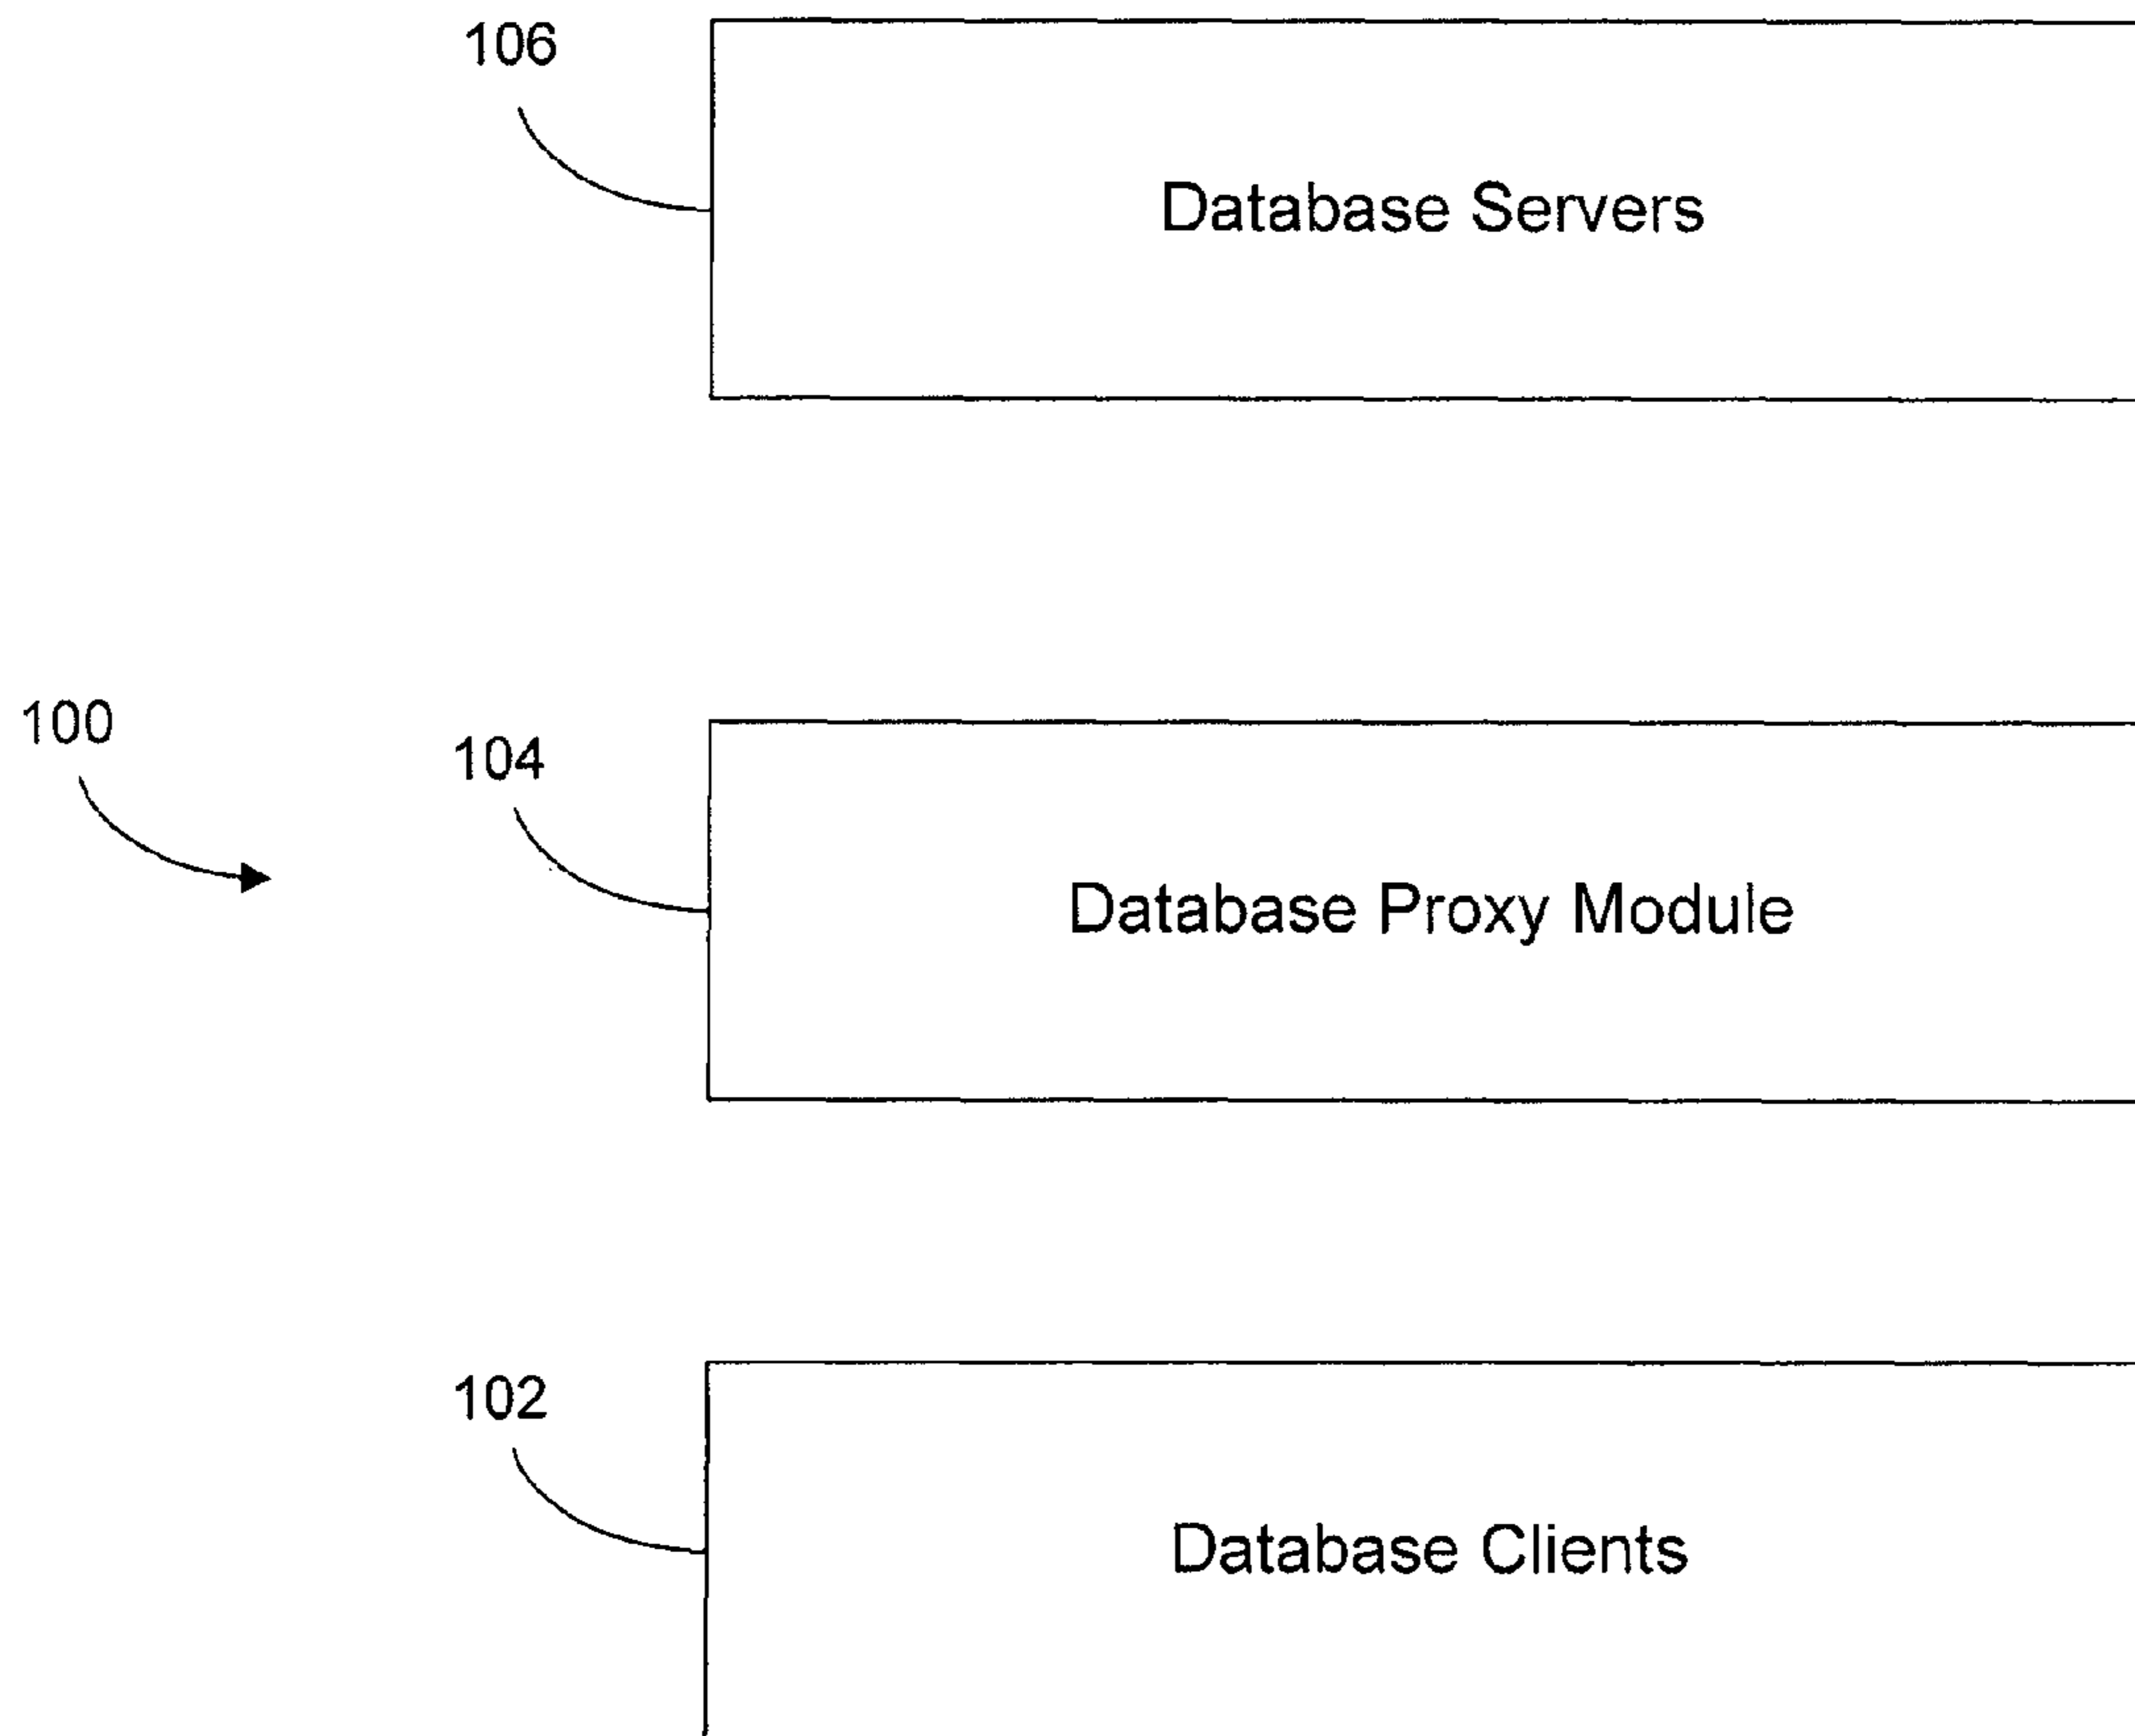 106
Database Servers
100
104
Database Proxy Module
102
Database Clients